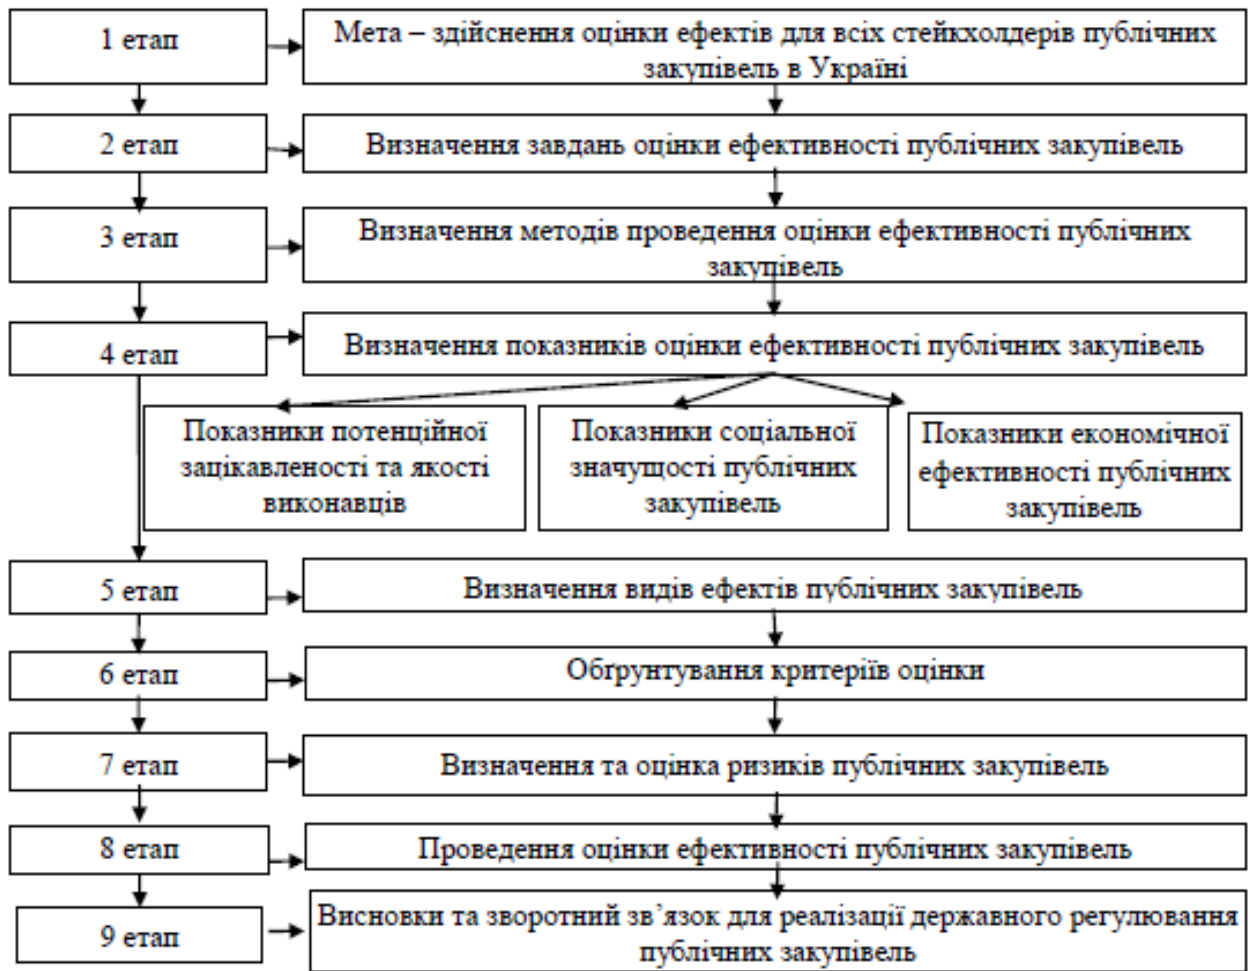 1 етап
Мета – здійснення оцінки ефектів для всіх стейкхолдерів публічних
закупівель в Україні
2 етап
Визначення завдань оцінки ефективності публічних закупівель
3 етап
Визначення методів проведення оцінки ефективності публічних
закупівель
4 етап
Визначення показників оцінки ефективності публічних закупівель
Показники потенційної
зацікавленості та якості
виконавців
Показники соціальної
значущості публічних
закупівель
Показники економічної
ефективності публічних
закупівель
5 етап
Визначення видів ефектів публічних закупівель
6 етап
Обґрунтування критеріїв оцінки
7 етап
Визначення та оцінка ризиків публічних закупівель
8 етап
Проведення оцінки ефективності публічних закупівель
9 етап
Висновки та зворотний зв’язок для реалізації державного регулювання
публічних закупівель